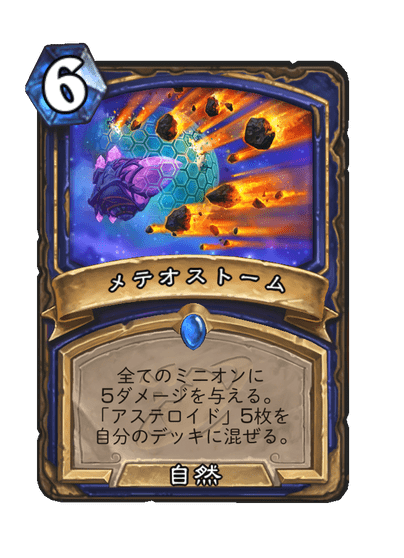 6
メテオストーム
全てのミニオンに
5ダメージを与える。
「アステロイド」5枚を
自分のデッキに混ぜる。
自然